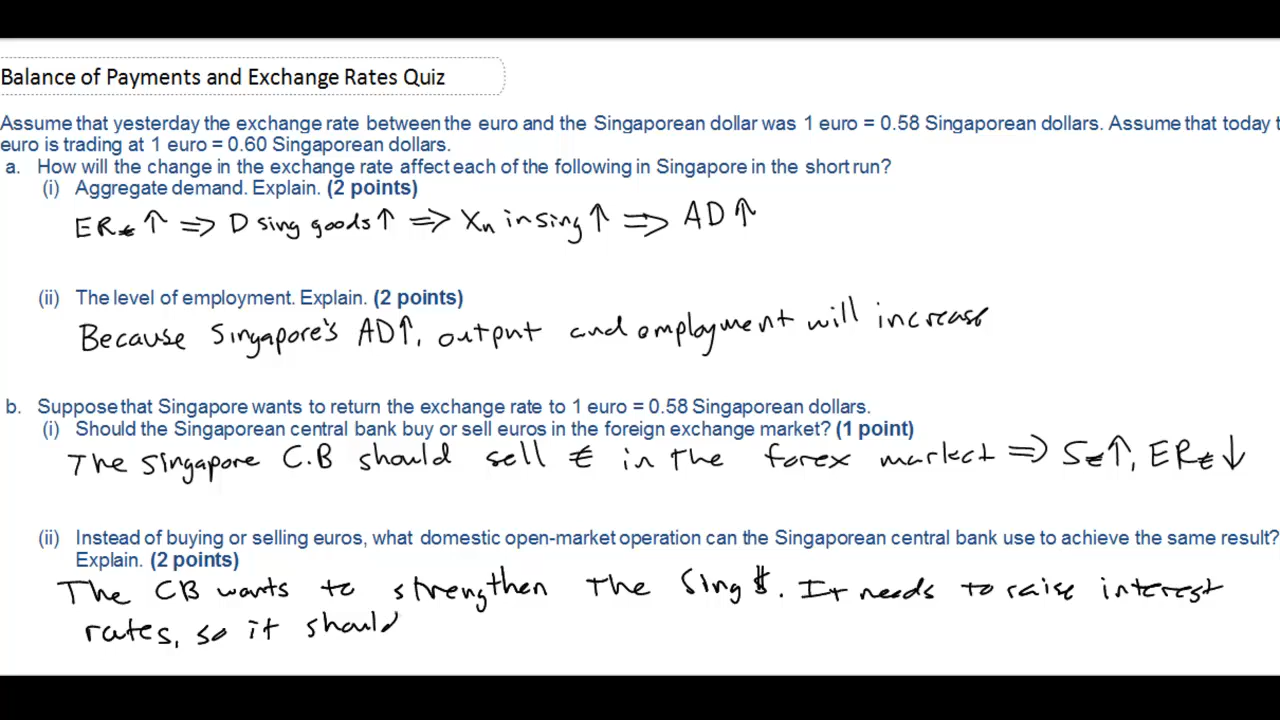 Balance of Payments and Exchange Rates Quiz
Assume that yesterday the exchange rate between the euro and the Singaporean dollar was 1 euro = 0.58 Singaporean dollars. Assume that today t
euro is trading at 1 euro = 0.60 Singaporean dollars.
a. How will the change in the exchange rate affect each of the following in Singapore in the short run?
(i) Aggregate demand. Explain. (2 points)
ER€ ↑ ⇒ D sing goods ↑ ⇒ Xn in sing ↑ ⇒ AD ↑
(ii) The level of employment. Explain. (2 points)
Because Singapore's AD↑, output and employment will increase
b. Suppose that Singapore wants to return the exchange rate to 1 euro = 0.58 Singaporean dollars.
(i) Should the Singaporean central bank buy or sell euros in the foreign exchange market? (1 point)
The Singapore C.B should sell € in the forex market ⇒ S€↑, ER€ ↓
(ii) Instead of buying or selling euros, what domestic open-market operation can the Singaporean central bank use to achieve the same result?
Explain. (2 points)
The CB wants to strengthen the Sing $. It needs to raise interest
rates, so it should